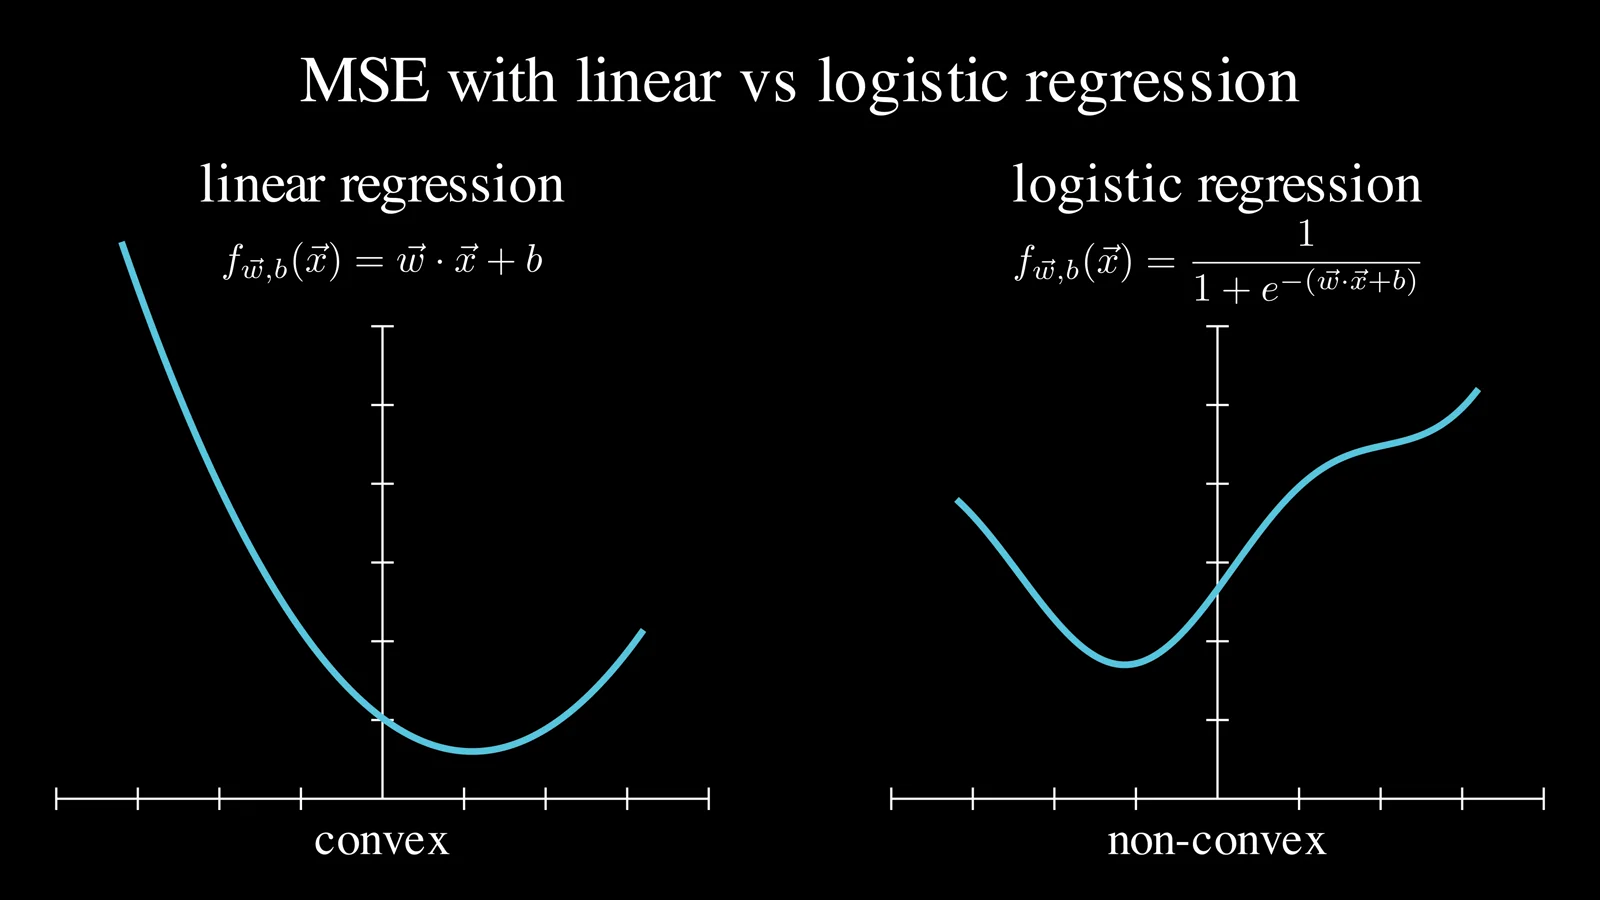 MSE with linear vs logistic regression
linear regression
$f_{\vec{w},b}(\vec{x}) = \vec{w} \cdot \vec{x} + b$
convex
logistic regression
$f_{\vec{w},b}(\vec{x}) = \frac{1}{1 + e^{-(\vec{w} \cdot \vec{x} + b)}}$
non-convex